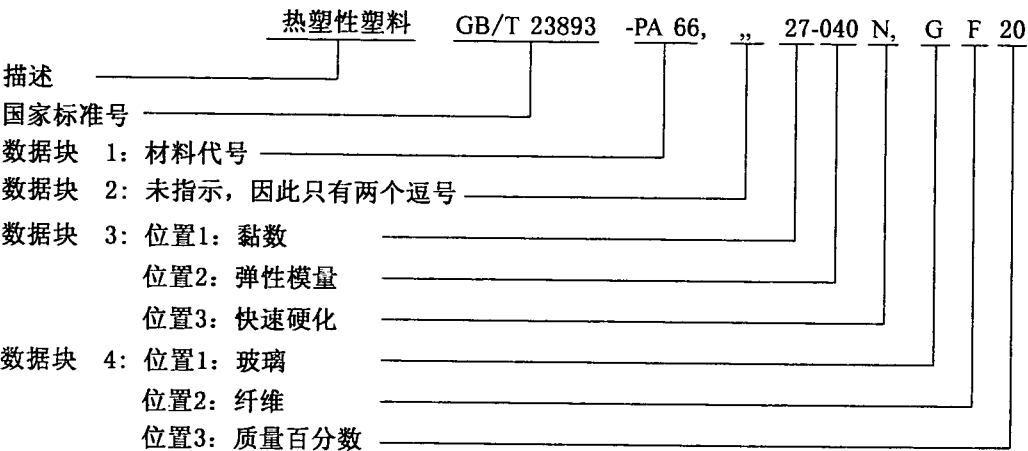 热塑性塑料 GB/T 23893 -PA 66, ,, 27-040 N, G F 20
描述
国家标准号
数据块 1：材料代号
数据块 2：未指示，因此只有两个逗号
数据块 3：位置1：黏数
位置2：弹性模量
位置3：快速硬化
数据块 4：位置1：玻璃
位置2：纤维
位置3：质量百分数